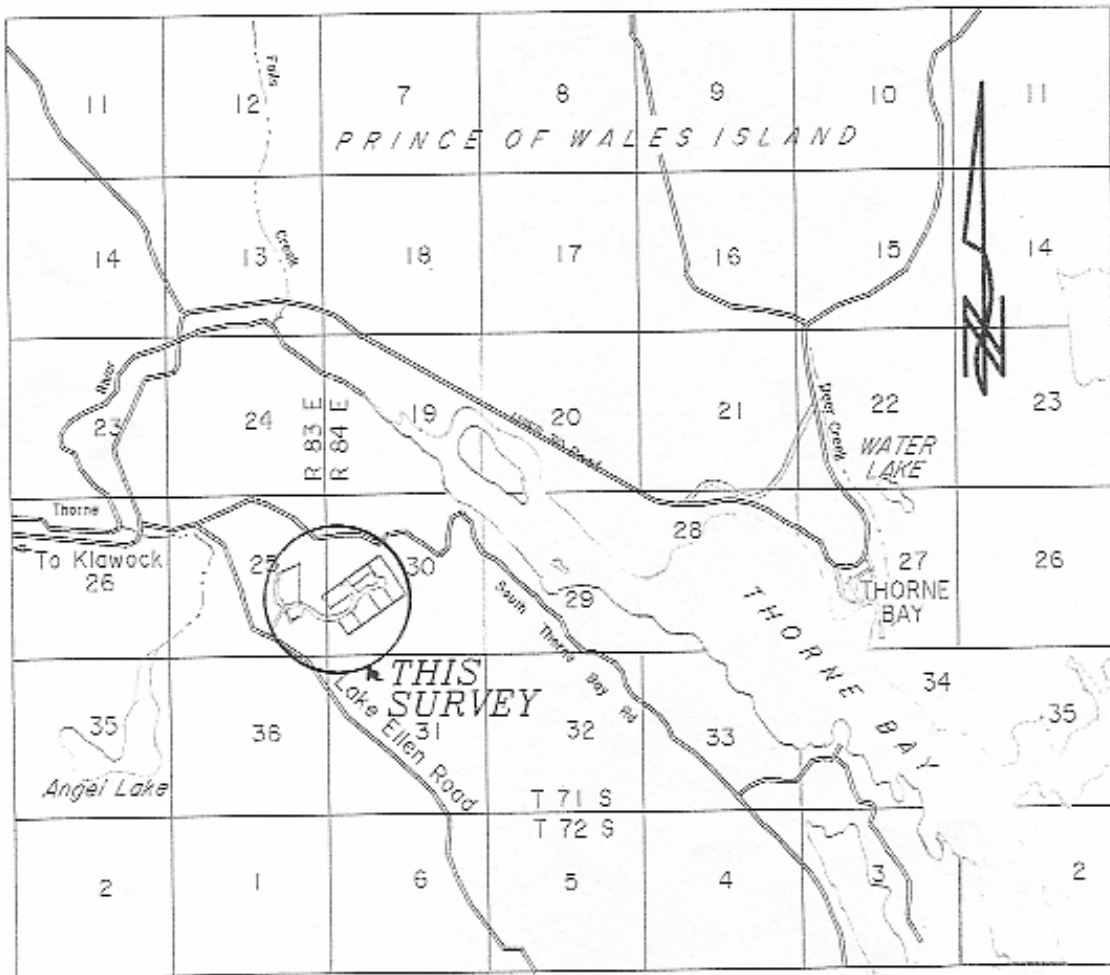 11 12 7 8 9 10 11
Fals
PRINCE OF WALES ISLAND
14 13 18 17 16 15 14
Creek
N
River
23 24 19 20 21 22 23
R 83 E
R 84 E
Deer Creek
WATER
LAKE
Thorne
To Klawock
26 25 30 29 28 27 26
THORNE
BAY
THORNE BAY
South Thorne Bay Rd
THIS
SURVEY
Lake Ellen Road
35 36 31 32 33 34 35
Angel Lake
T 71 S
T 72 S
2 1 6 5 4 3 2